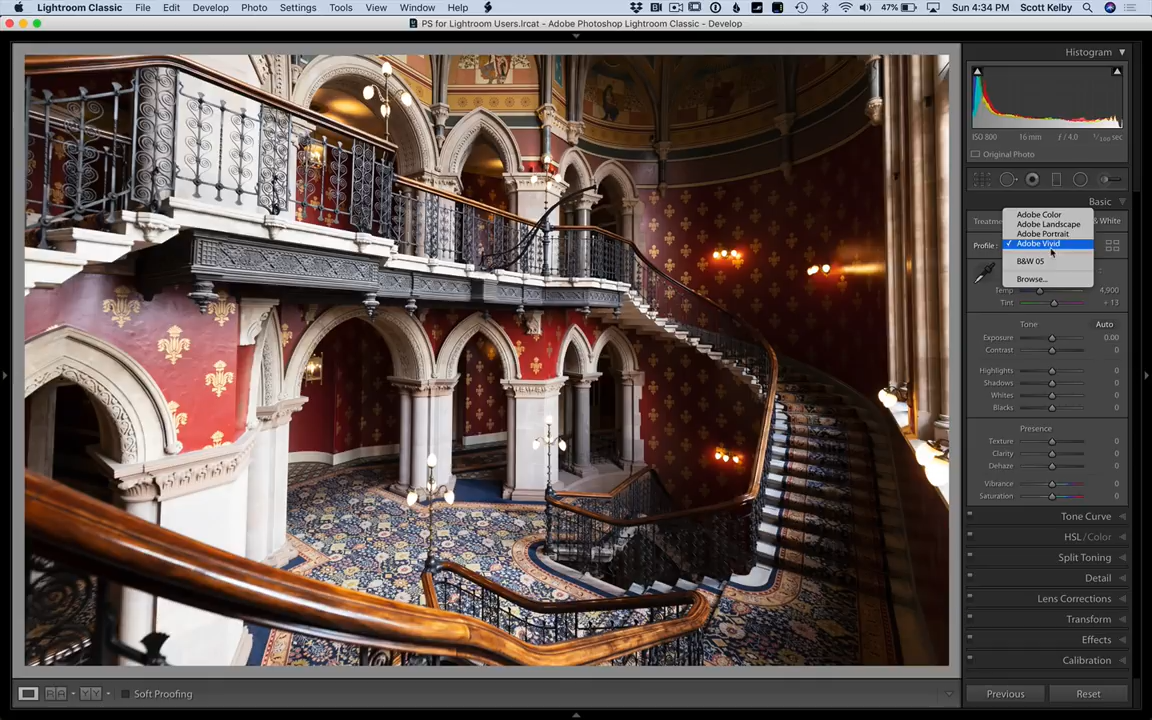 Lightroom Classic File Edit Develop Photo Settings Tools View Window Help 47% Sun 4:34 PM Scott Kelby
PS for Lightroom Users.lrcat - Adobe Photoshop Lightroom Classic - Develop
Histogram
ISO 800 16 mm f / 4.0 1/100 sec
Original Photo
Basic
Adobe Color
Adobe Landscape
Adobe Portrait
Adobe Vivid
B&W 05
Browse...
& White
Profile :
Temp 4,900
Tint + 13
Tone Auto
Exposure 0.00
Contrast 0
Highlights 0
Shadows 0
Whites 0
Blacks 0
Presence
Texture 0
Clarity 0
Dehaze 0
Vibrance 0
Saturation 0
Tone Curve
HSL / Color
Split Toning
Detail
Lens Corrections
Transform
Effects
Calibration
Soft Proofing
Previous Reset